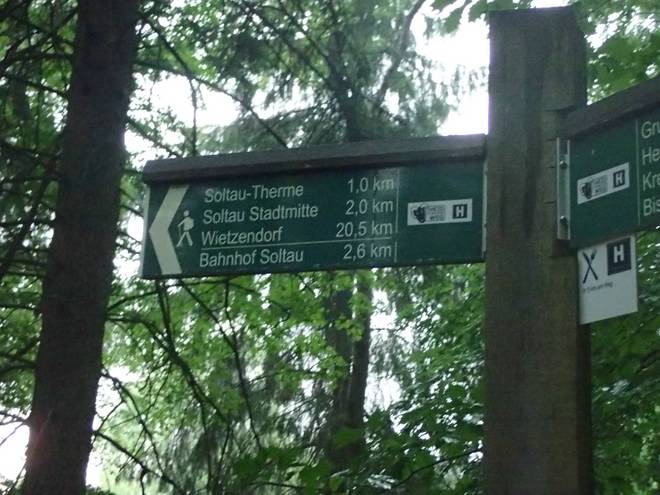 Soltau-Therme 1,0 km
Soltau Stadtmitte 2,0 km
Wietzendorf 20,5 km
Bahnhof Soltau 2,6 km
H
H
H